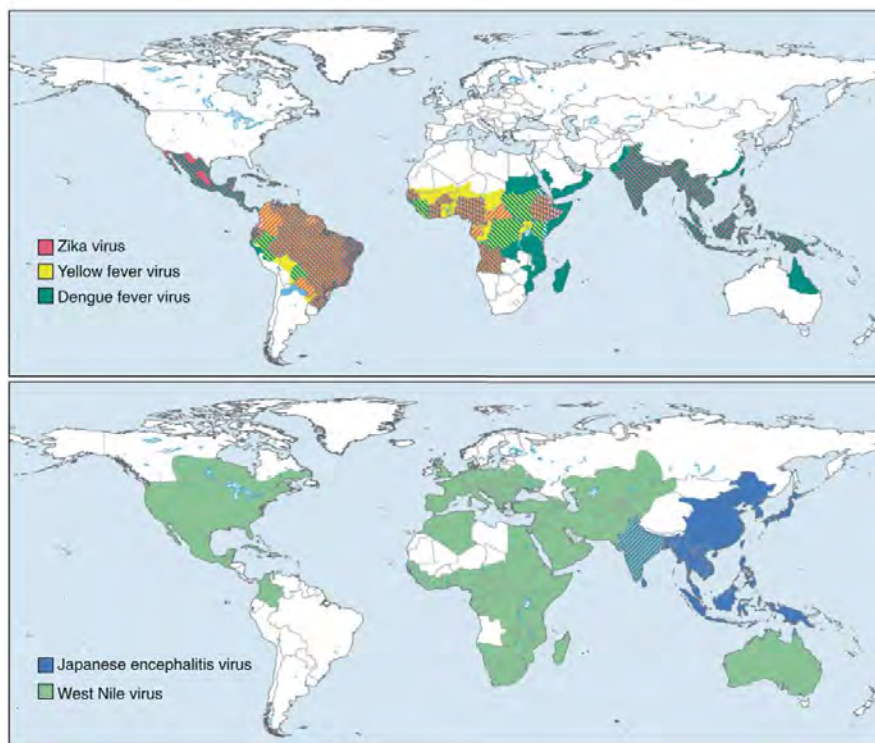 Zika virus
Yellow fever virus
Dengue fever virus
Japanese encephalitis virus
West Nile virus